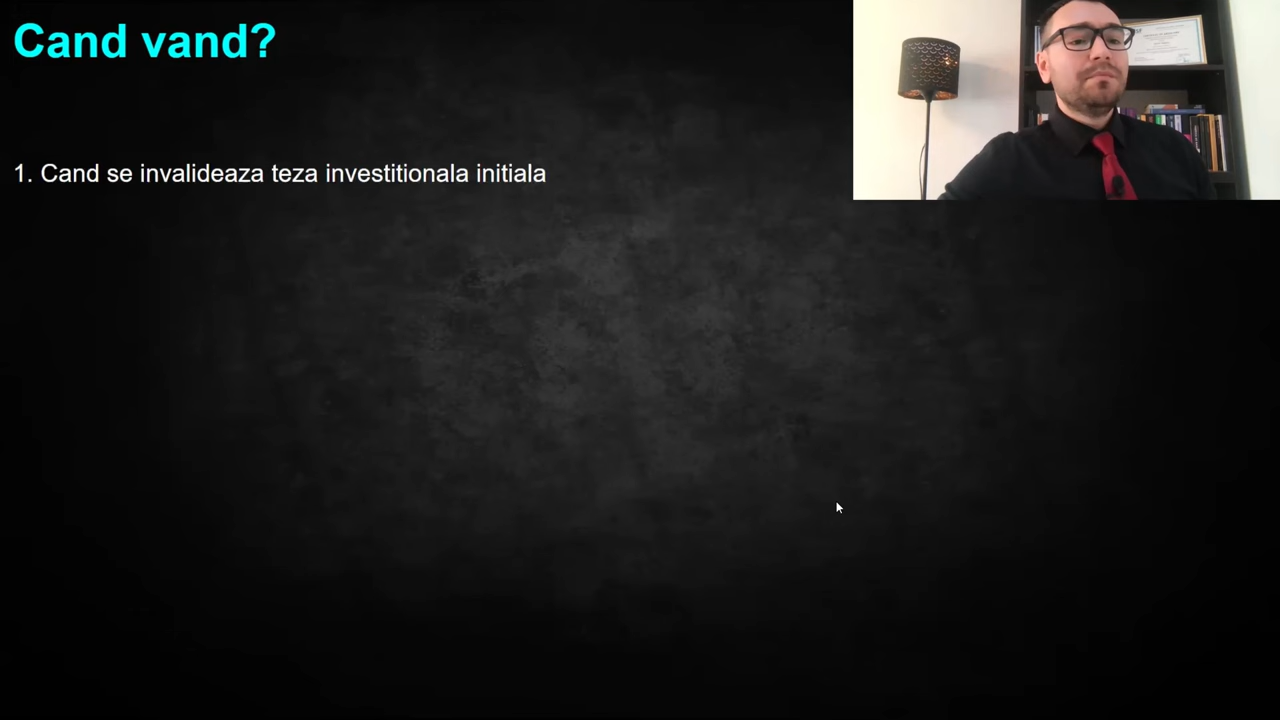 Cand vand?
1. Cand se invalideaza teza investitionala initiala